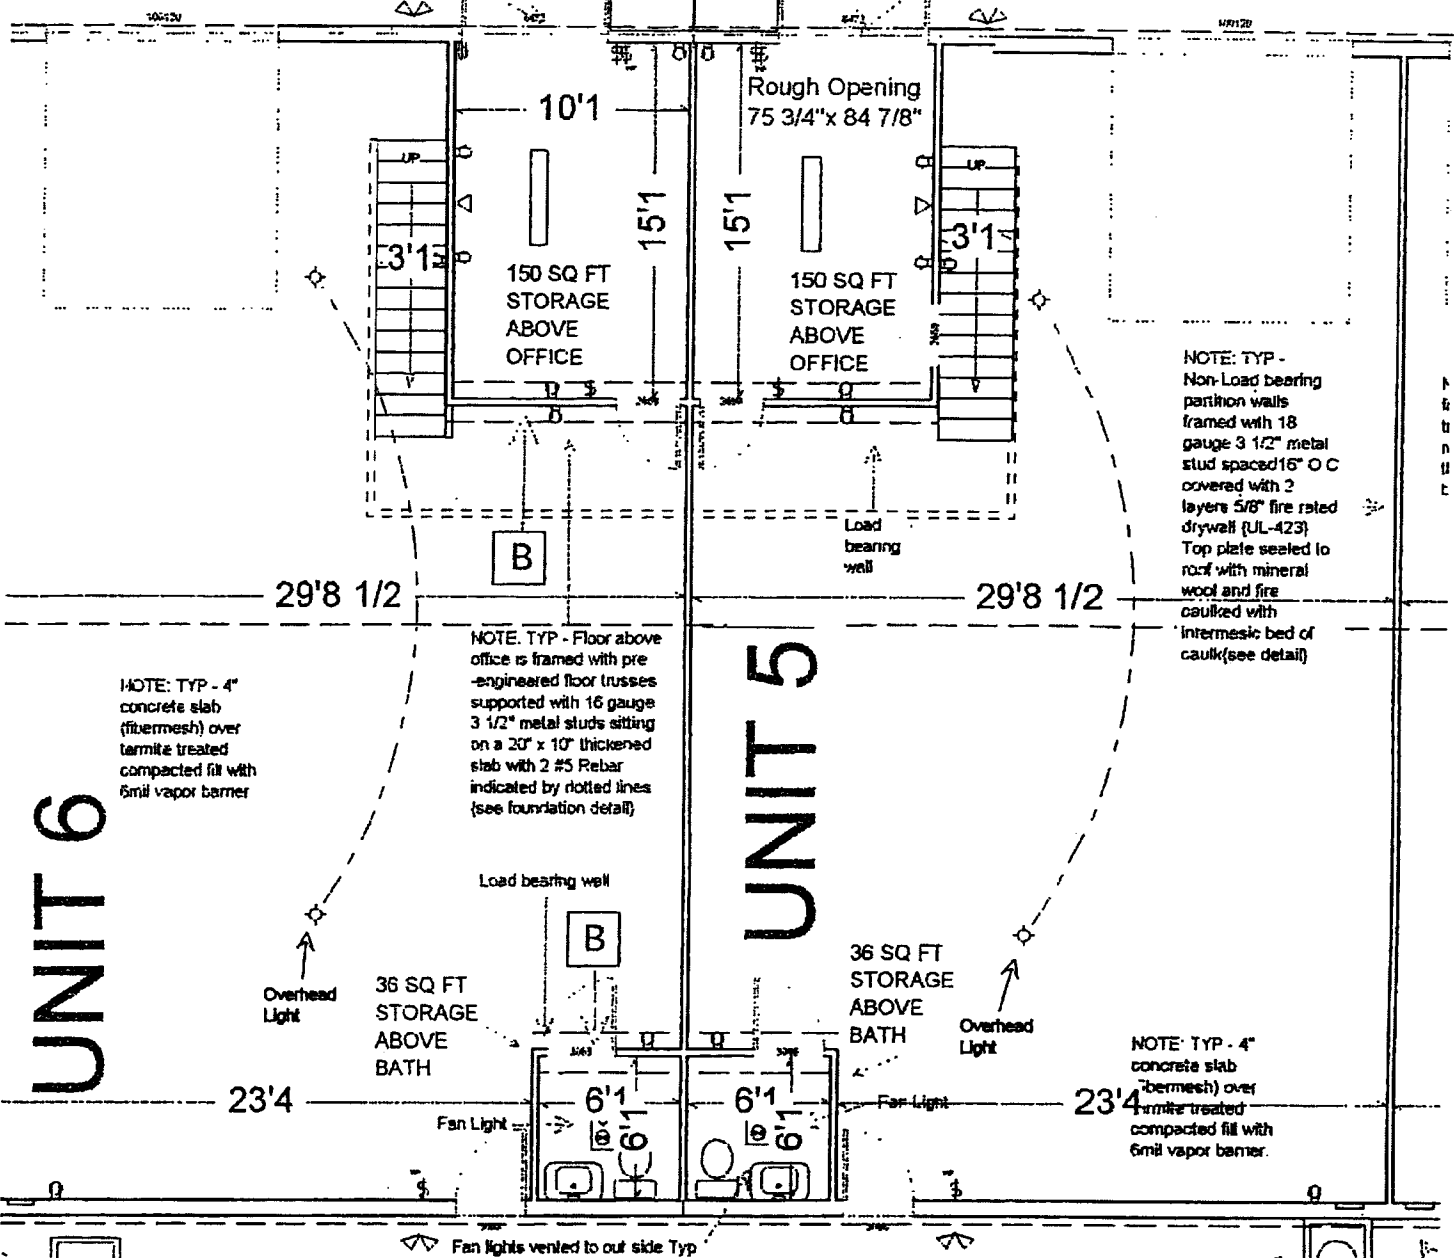 10'1
Rough Opening
75 3/4"x 84 7/8"
UP
UP
3'1
15'1
15'1
3'1
150 SQ FT
STORAGE
ABOVE
OFFICE
150 SQ FT
STORAGE
ABOVE
OFFICE
NOTE: TYP -
Non-Load bearing
partition walls
framed with 18
gauge 3 1/2" metal
stud spaced16" O C
covered with 2
layers 5/8" fire rated
drywall (UL-423)
Top plate sealed to
roof with mineral
wool and fire
caulked with
intermesic bed of
caulk(see detail)
B
Load
bearing
wall
29'8 1/2
29'8 1/2
NOTE. TYP - Floor above
office is framed with pre
-engineered floor trusses
supported with 16 gauge
3 1/2" metal studs sitting
on a 20" x 10" thickened
slab with 2 #5 Rebar
indicated by dotted lines
(see foundation detail)
NOTE: TYP - 4"
concrete slab
(fibermesh) over
termite treated
compacted fill with
6mil vapor barrier
UNIT 6
UNIT 5
Load bearing wall
B
Overhead
Light
36 SQ FT
STORAGE
ABOVE
BATH
36 SQ FT
STORAGE
ABOVE
BATH
Overhead
Light
NOTE: TYP - 4"
concrete slab
fibermesh) over
termite treated
compacted fill with
6mil vapor barrier.
23'4
6'1
6'1
6'1
6'1
23'4
Fan Light
Fan Light
Fan lights vented to out side Typ